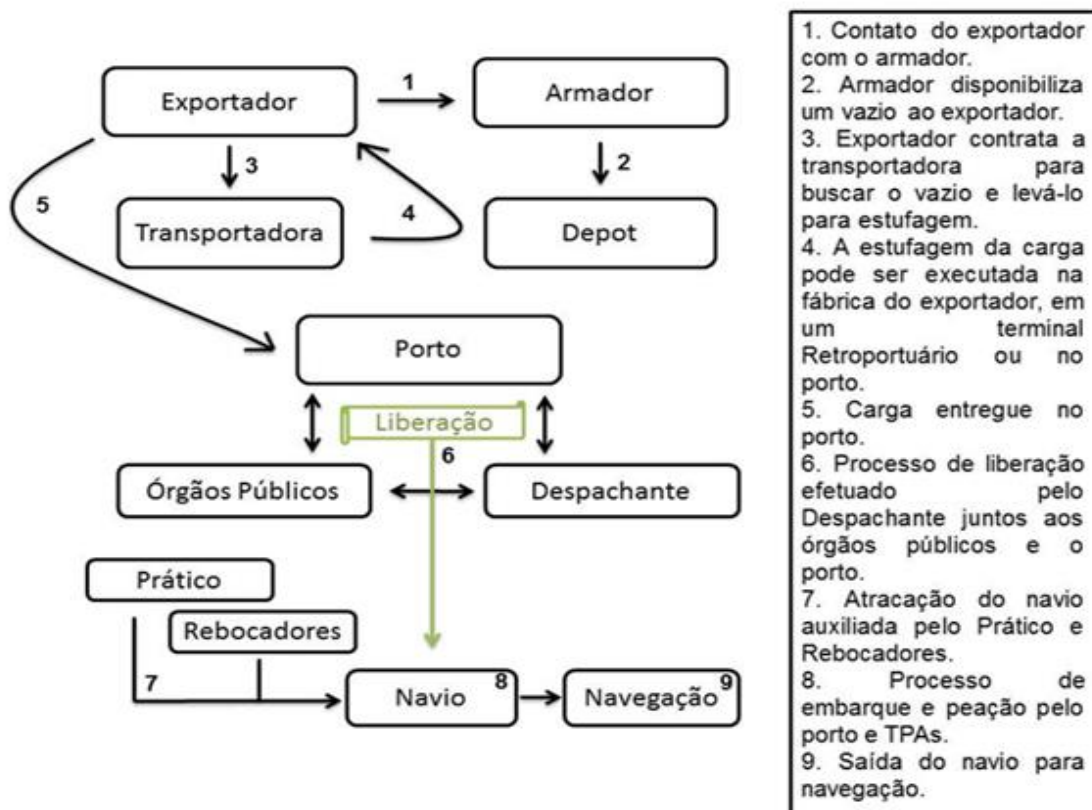 Exportador
1
Armador
3
2
5
4
Transportadora
Depot
Porto
Liberação
6
Órgãos Públicos
Despachante
Prático
Rebocadores
7
Navio
8
Navegação
9
1. Contato do exportador
com o armador.
2. Armador disponibiliza
um vazio ao exportador.
3. Exportador contrata a
transportadora para
buscar o vazio e levá-lo
para estufagem.
4. A estufagem da carga
pode ser executada na
fábrica do exportador, em
um terminal
Retroportuário ou no
porto.
5. Carga entregue no
porto.
6. Processo de liberação
efetuado pelo
Despachante juntos aos
órgãos públicos e o
porto.
7. Atracação do navio
auxiliada pelo Prático e
Rebocadores.
8. Processo de
embarque e peação pelo
porto e TPAs.
9. Saída do navio para
navegação.